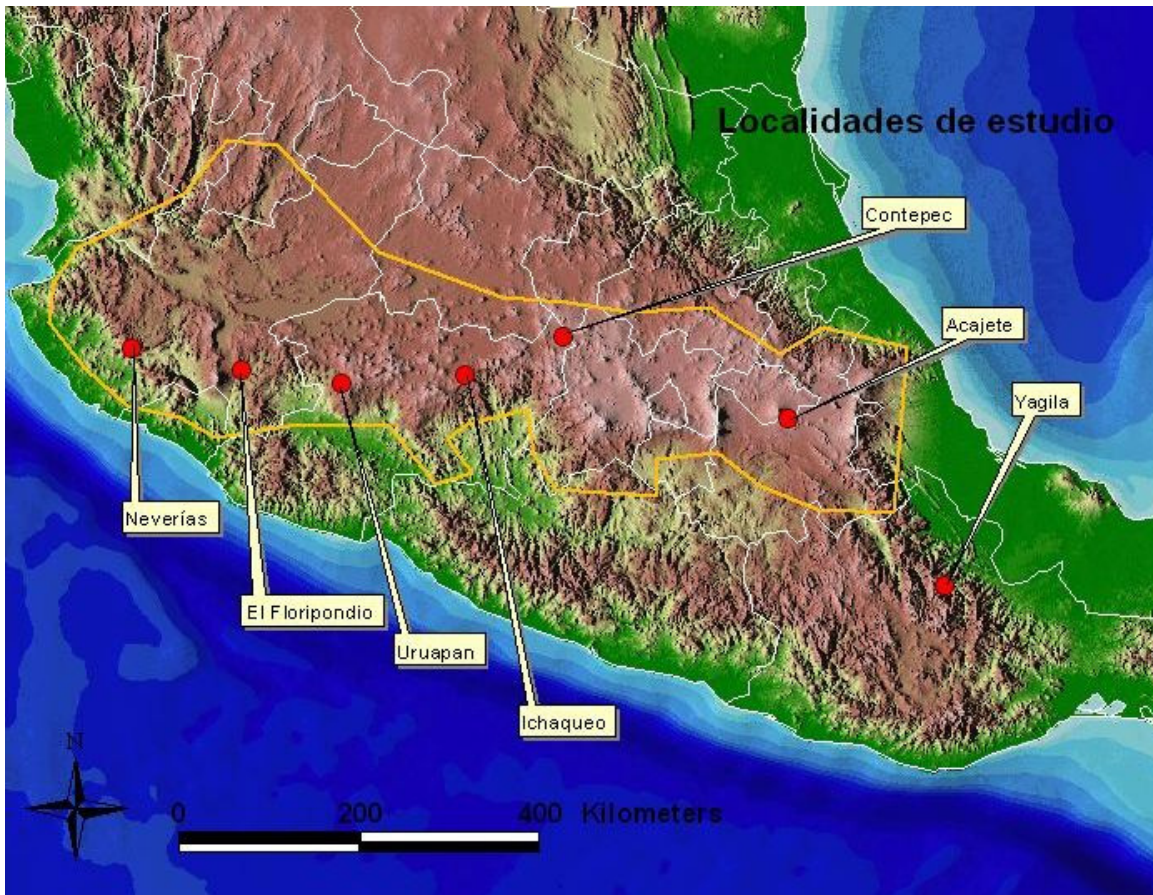 Localidades de estudio
Contepec
Acajete
Yagila
Neverías
El Floripondio
Uruapan
Ichaqueo
N
0 200 400 Kilometers